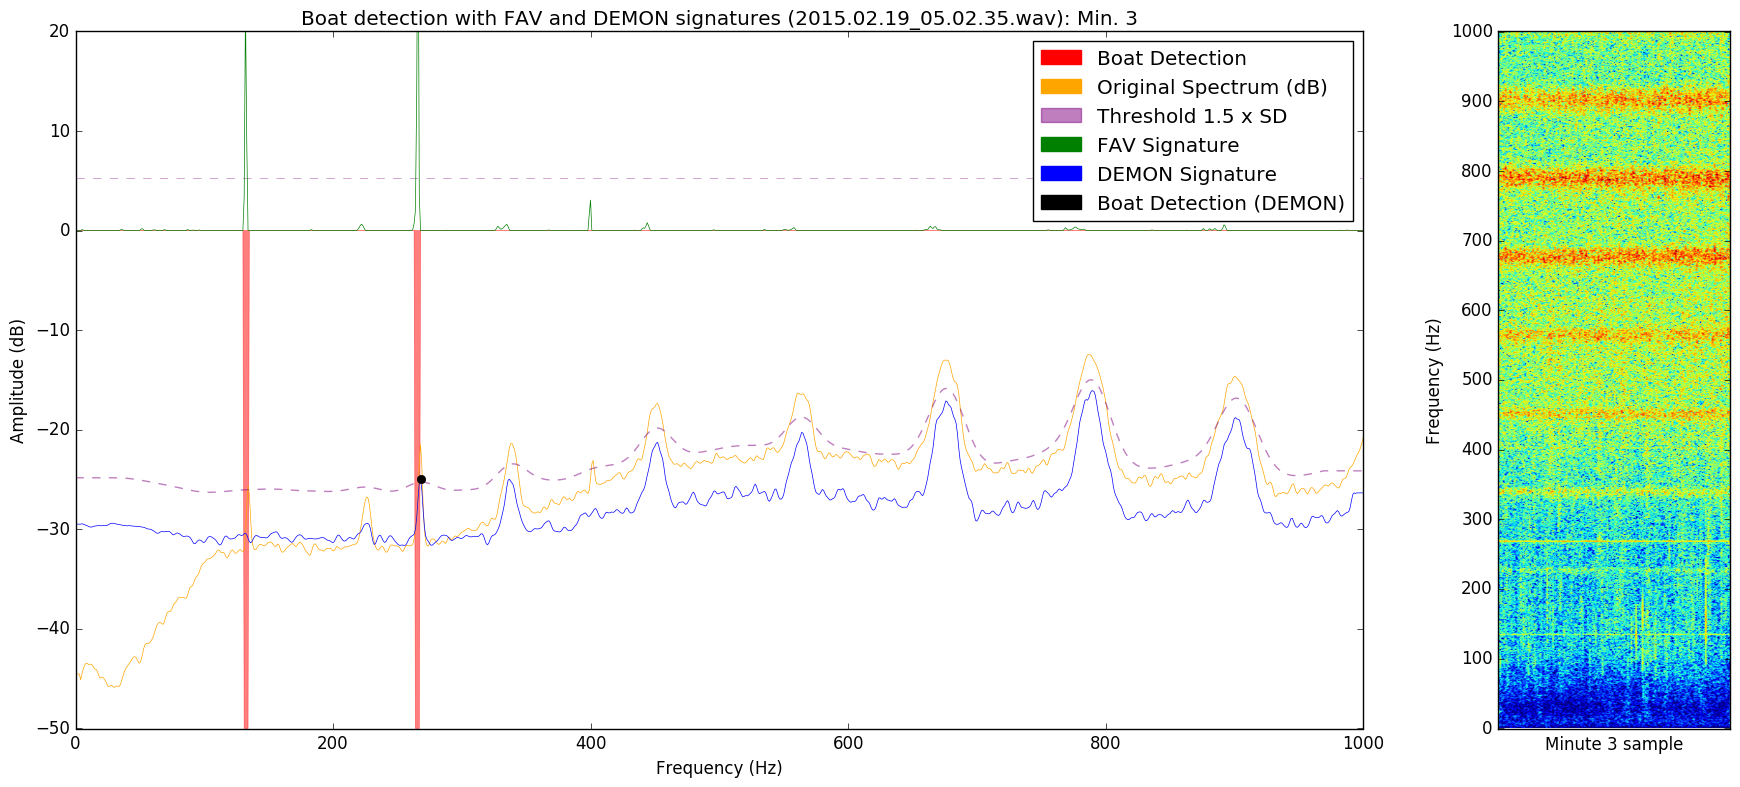 Boat detection with FAV and DEMON signatures (2015.02.19_05.02.35.wav): Min. 3
Boat Detection
Original Spectrum (dB)
Threshold 1.5 x SD
FAV Signature
DEMON Signature
Boat Detection (DEMON)
20
10
0
−10
−20
−30
−40
−50
Amplitude (dB)
0
200
400
600
800
1000
Frequency (Hz)
1000
900
800
700
600
500
400
300
200
100
0
Frequency (Hz)
Minute 3 sample